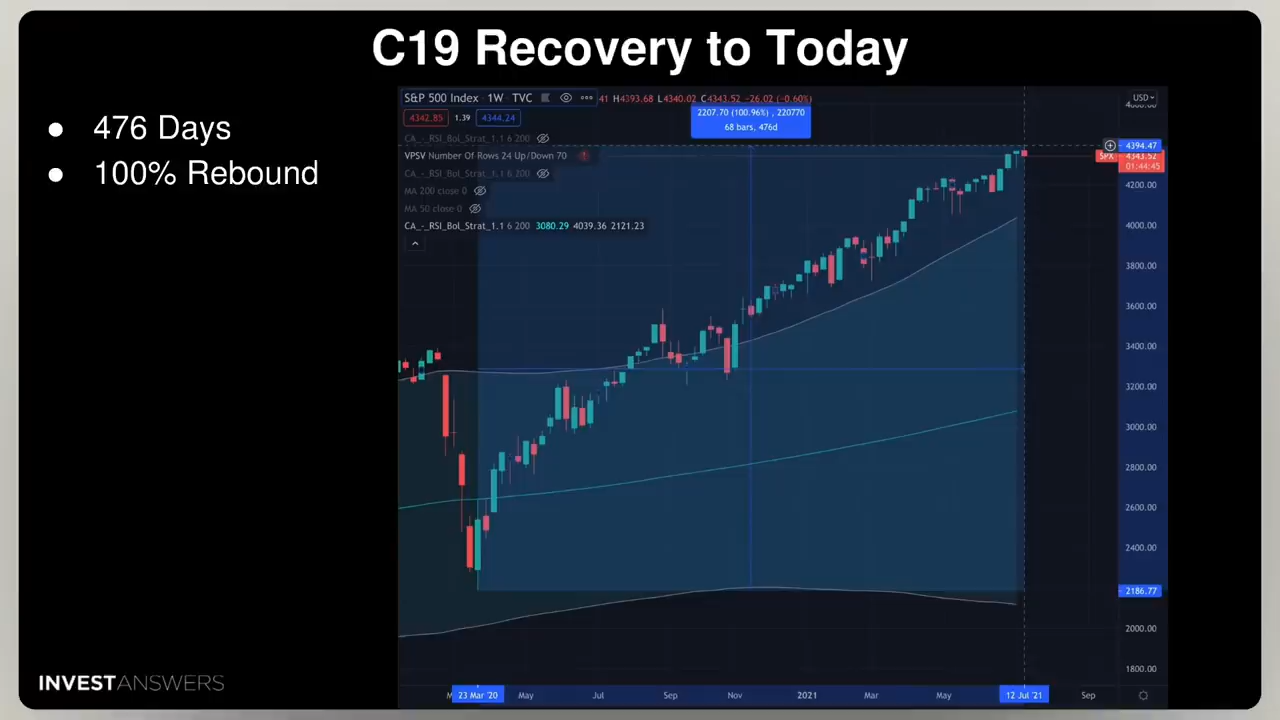 C19 Recovery to Today
● 476 Days
● 100% Rebound
S&P 500 Index · 1W · TVC 41 H4393.68 L4340.02 C4343.52 −26.02 (−0.60%)
4342.85 1.39 4344.24
2207.70 (100.96%) , 220770
68 bars, 476d
CA_-_RSI_Bol_Strat_1.1 6 200
VPSV Number Of Rows 24 Up/Down 70
CA_-_RSI_Bol_Strat_1.1 6 200
MA 200 close 0
MA 50 close 0
CA_-_RSI_Bol_Strat_1.1 6 200 3080.29 4039.36 2121.23
USD
4394.47
SPX 4343.52
01:44:45
4200.00
4000.00
3800.00
3600.00
3400.00
3200.00
3000.00
2800.00
2600.00
2400.00
2186.77
2000.00
1800.00
23 Mar '20 May Jul Sep Nov 2021 Mar May 12 Jul '21 Sep
INVESTANSWERS